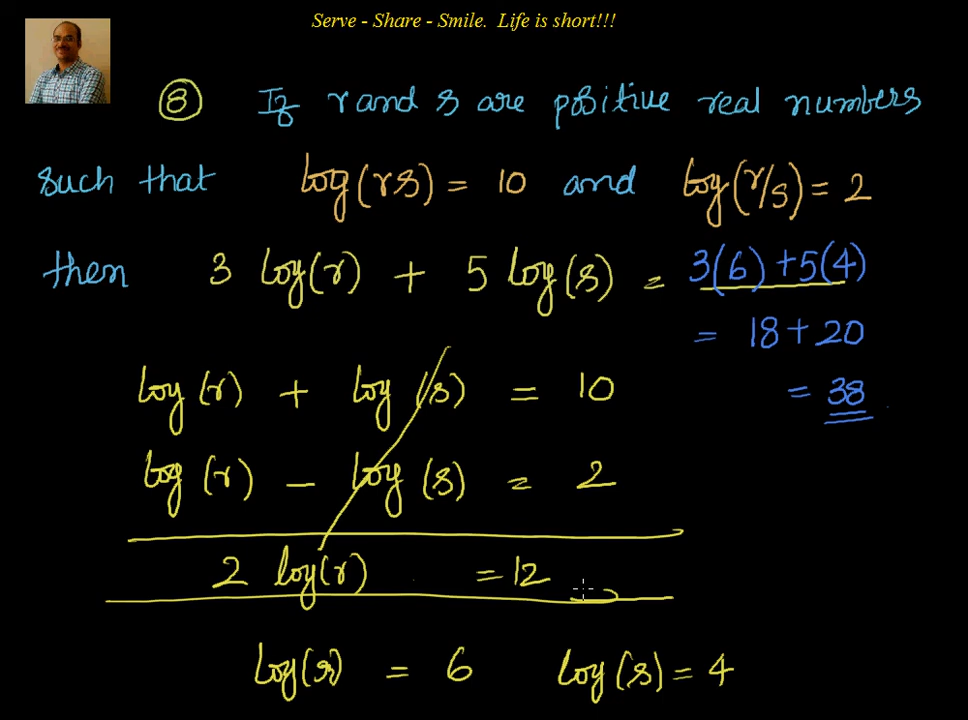 Serve - Share - Smile. Life is short!!!
8 If r and s are positive real numbers
such that log(rs) = 10 and log(r/s) = 2
then 3 log(r) + 5 log(s) = 3(6) + 5(4)
= 18 + 20
= 38
log(r) + log(s) = 10
log(r) - log(s) = 2
2 log(r) = 12
log(r) = 6 log(s) = 4